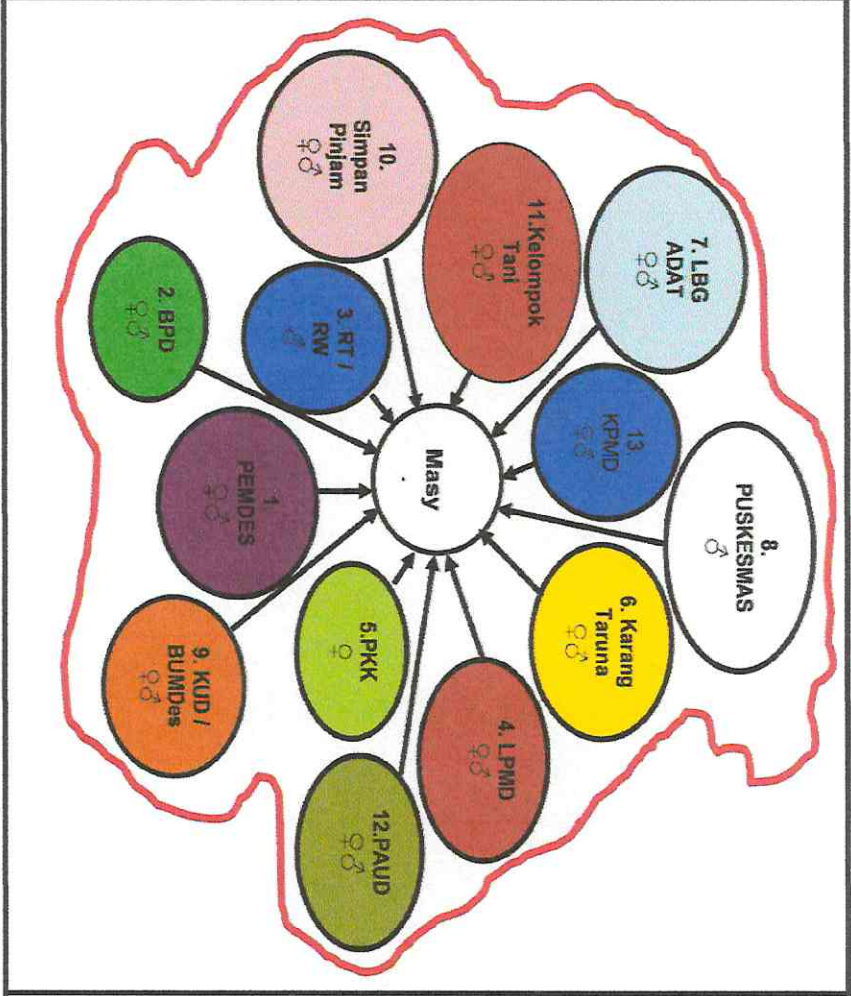 8.
PUSKESMAS
♂
7. LBG
ADAT
♀♂
13
KPMD
♀♂
6. Karang
Taruna
♀♂
11.Kelompok
Tani
♀♂
4. LPMD
♀♂
Masy
10.
Simpan
Pinjam
♀♂
3. RT /
RW
♂
5.PKK
♀
12.PAUD
♀♂
1
PEMDES
♀♂
2. BPD
♀♂
9. KUD /
BUMDes
♀♂